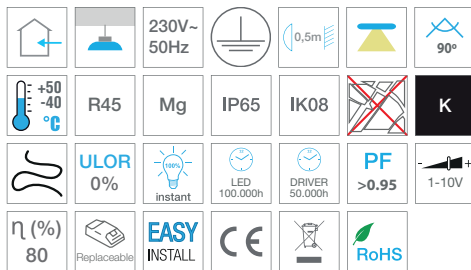 230V~
50Hz
0,5m
90º
+50
-40
°C
R45
Mg
IP65
IK08
K
ULOR
0%
100%
instant
LED
100.000h
DRIVER
50.000h
PF
>0.95
- +
1-10V
η (%)
80
Replaceable
EASY
INSTALL
CE
RoHS